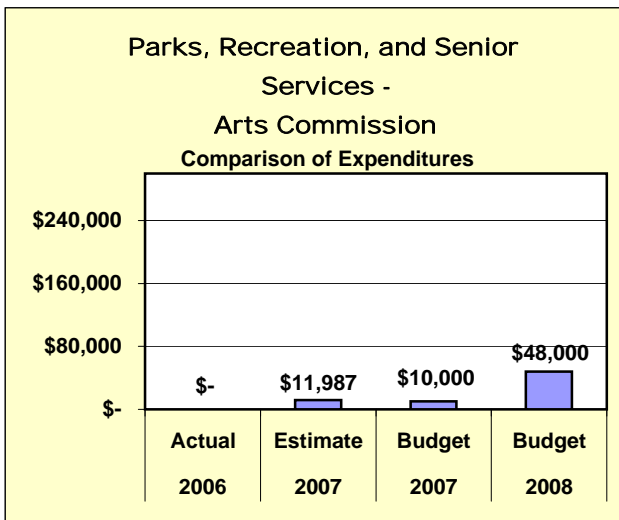 Parks, Recreation, and Senior
Services -
Arts Commission
Comparison of Expenditures
$240,000
$160,000
$80,000
$-
$-
$11,987
$10,000
$48,000
Actual Estimate Budget Budget
2006 2007 2007 2008